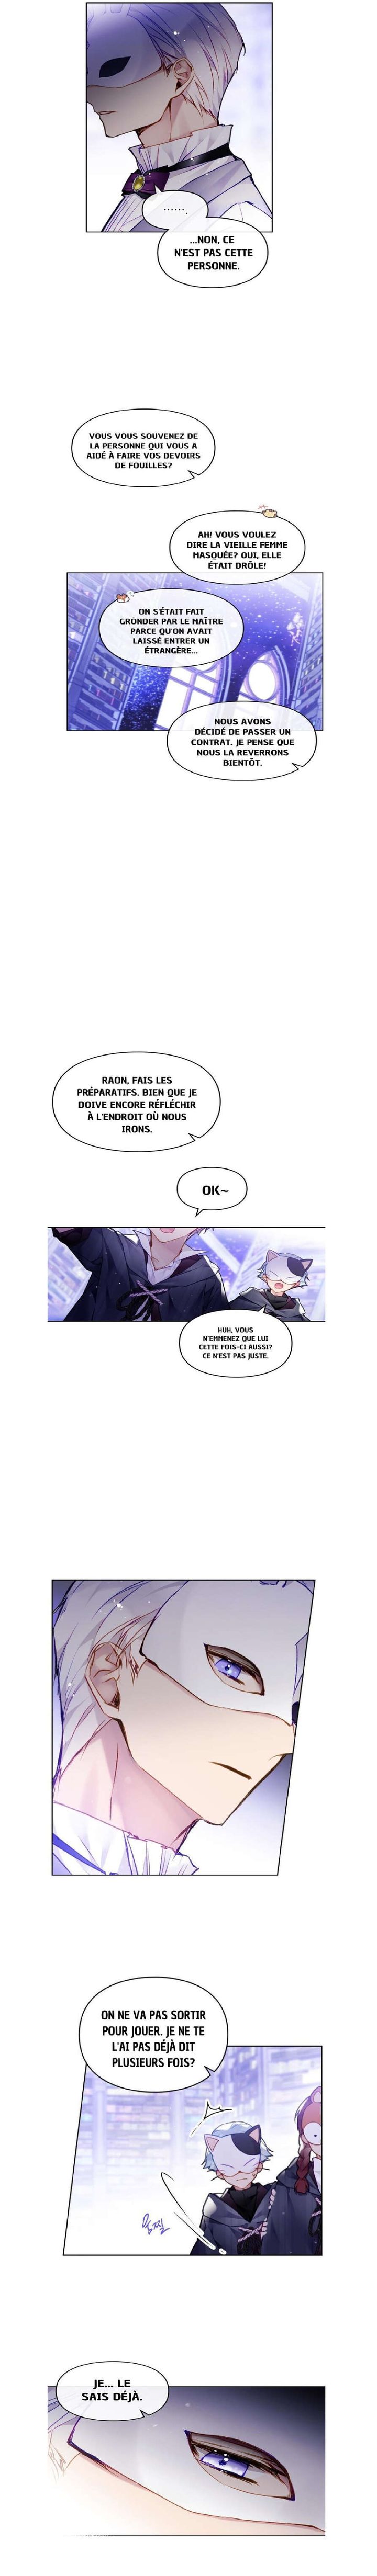 .......
...NON, CE
N'EST PAS CETTE
PERSONNE.
VOUS VOUS SOUVENEZ DE
LA PERSONNE QUI VOUS A
AIDÉ À FAIRE VOS DEVOIRS
DE FOUILLES?
AH! VOUS VOULEZ
DIRE LA VIEILLE FEMME
MASQUÉE? OUI, ELLE
ÉTAIT DRÔLE!
ON S'ÉTAIT FAIT
GRONDER PAR LE MAÎTRE
PARCE QU'ON AVAIT
LAISSÉ ENTRER UN
ÉTRANGÈRE...
NOUS AVONS
DÉCIDÉ DE PASSER UN
CONTRAT. JE PENSE QUE
NOUS LA REVERRONS
BIENTÔT.
RAON, FAIS LES
PRÉPARATIFS. BIEN QUE JE
DOIVE ENCORE RÉFLÉCHIR
À L'ENDROIT OÙ NOUS
IRONS.
OK~
HUH, VOUS
N'EMMENEZ QUE LUI
CETTE FOIS-CI AUSSI?
CE N'EST PAS JUSTE.
ON NE VA PAS SORTIR
POUR JOUER. JE NE TE
L'AI PAS DÉJÀ DIT
PLUSIEURS FOIS?
움찔
JE... LE
SAIS DÉJÀ.